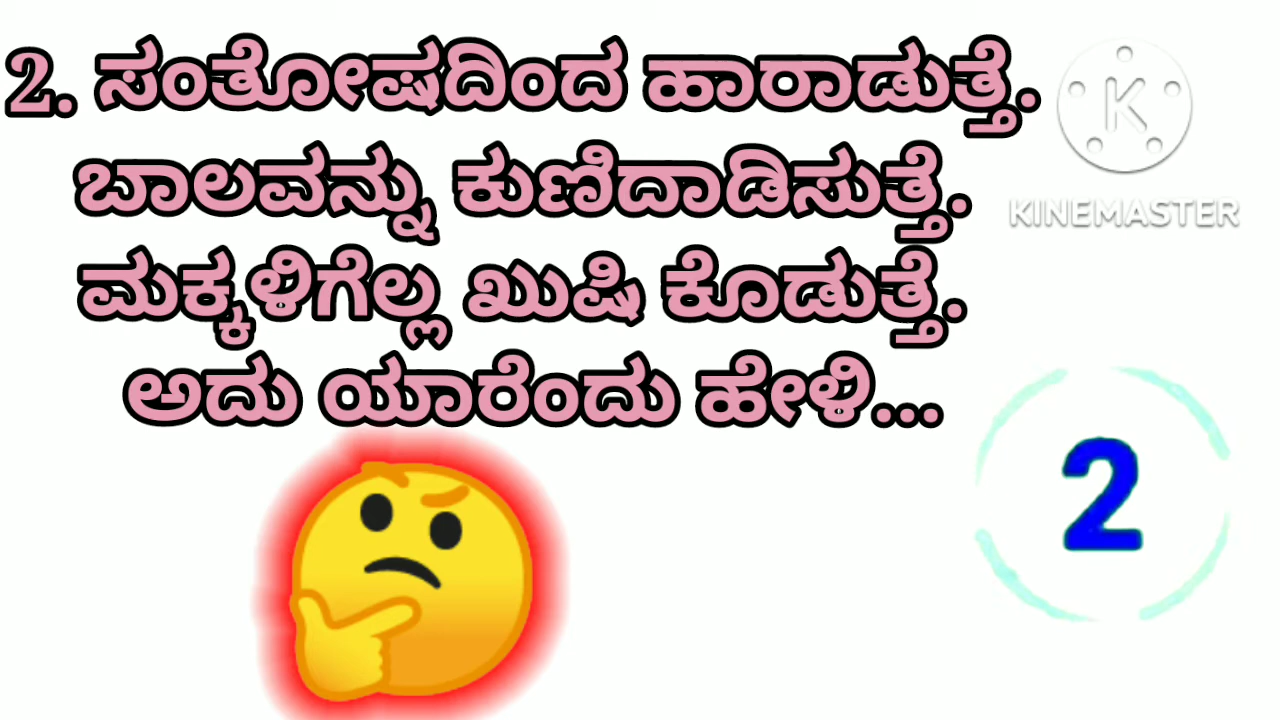 2. ಸಂತೋಷದಿಂದ ಹಾರಾಡುತ್ತೆ.
ಬಾಲವನ್ನು ಕುಣಿದಾಡಿಸುತ್ತೆ.
ಮಕ್ಕಳಿಗೆಲ್ಲ ಖುಷಿ ಕೊಡುತ್ತೆ.
ಅದು ಯಾರೆಂದು ಹೇಳಿ...
K
KINEMASTER
2